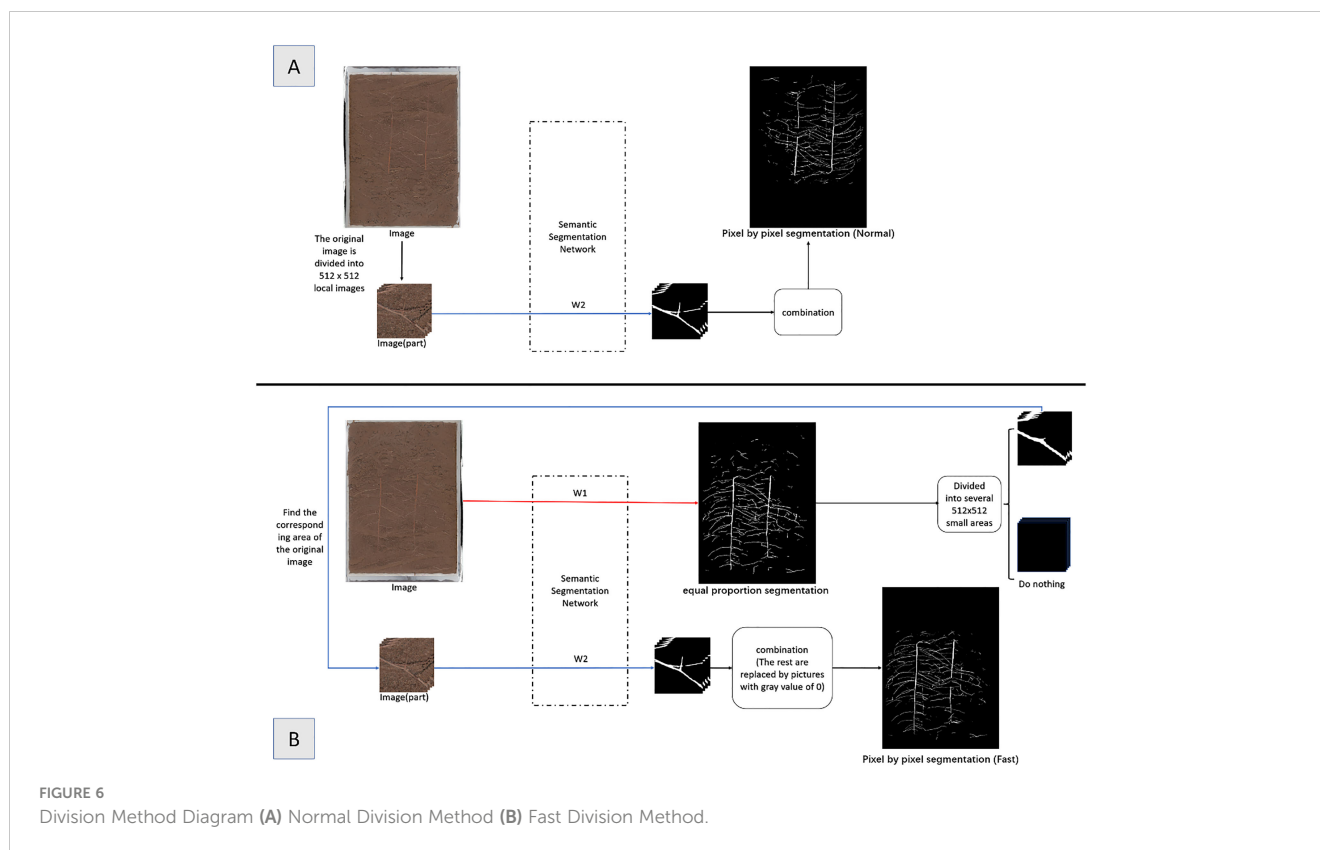 A
Image
The original
image is
divided into
512 x 512
local images
Image(part)
Semantic
Segmentation
Network
W2
combination
Pixel by pixel segmentation (Normal)
Find the
correspond
ing area of
the original
image
Image
W1
Semantic
Segmentation
Network
equal proportion segmentation
Divided
into several
512x512
small areas
Do nothing
Image(part)
W2
combination
(The rest are
replaced by pictures
with gray value of 0)
Pixel by pixel segmentation (Fast)
B
FIGURE 6
Division Method Diagram (A) Normal Division Method (B) Fast Division Method.